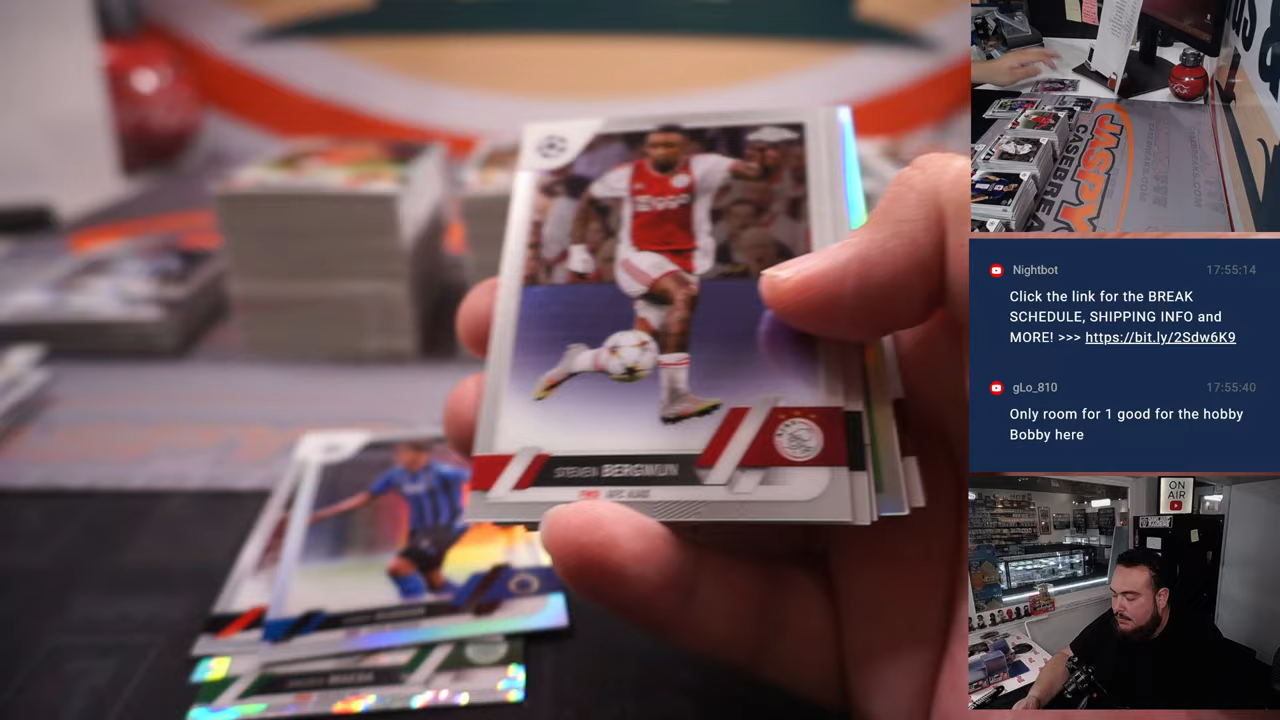 STEVEN BERGWIJN
FWD AFC AJAX
JASPY
CASEBREA
Nightbot
17:55:14
Click the link for the BREAK
SCHEDULE, SHIPPING INFO and
MORE! >>> https://bit.ly/2Sdw6K9
gLo_810
17:55:40
Only room for 1 good for the hobby
Bobby here
ON
AIR